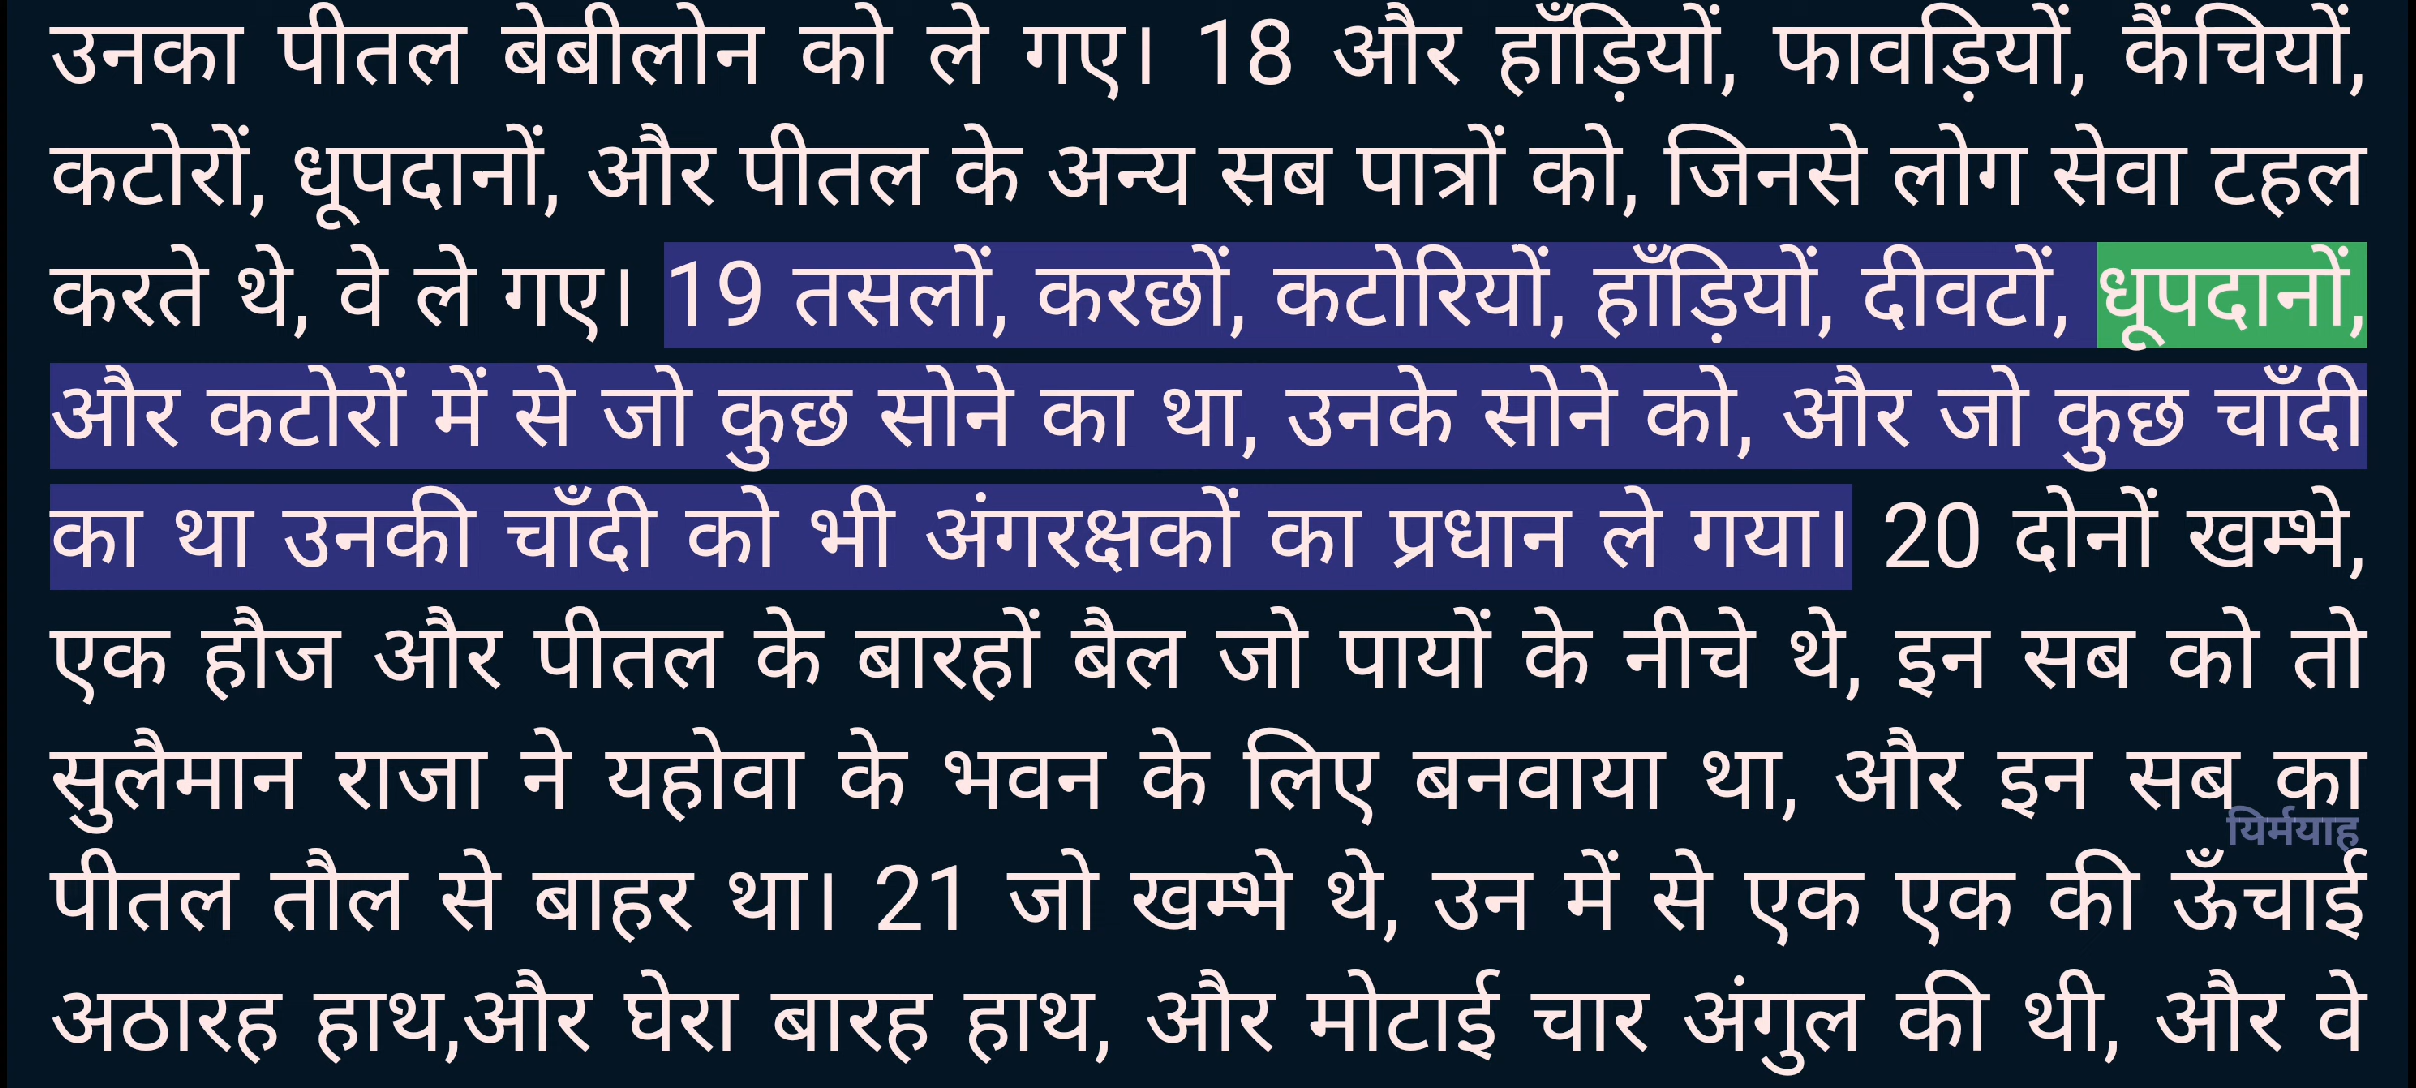 उनका पीतल बेबीलोन को ले गए। 18 और हाँड़ियों, फावड़ियों, कैंचियों,
कटोरों, धूपदानों, और पीतल के अन्य सब पात्रों को, जिनसे लोग सेवा टहल
करते थे, वे ले गए। 19 तसलों, करछों, कटोरियों, हाँड़ियों, दीवटों, धूपदानों,
और कटोरों में से जो कुछ सोने का था, उनके सोने को, और जो कुछ चाँदी
का था उनकी चाँदी को भी अंगरक्षकों का प्रधान ले गया। 20 दोनों खम्भे,
एक हौज और पीतल के बारहों बैल जो पायों के नीचे थे, इन सब को तो
सुलैमान राजा ने यहोवा के भवन के लिए बनवाया था, और इन सब का
यिर्मयाह
पीतल तौल से बाहर था। 21 जो खम्भे थे, उन में से एक एक की ऊँचाई
अठारह हाथ,और घेरा बारह हाथ, और मोटाई चार अंगुल की थी, और वे